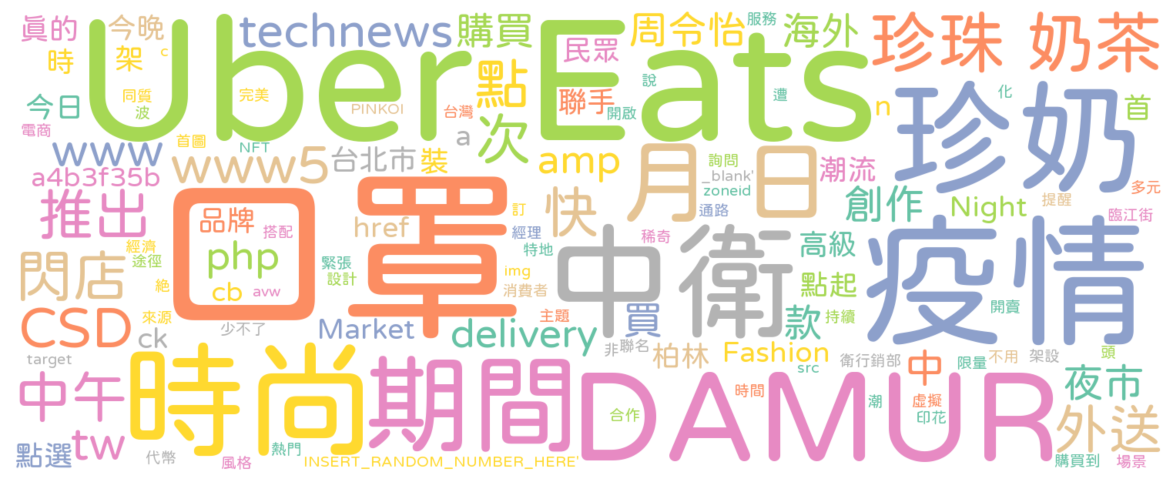 真的
今晚
架
c
時
Uber Eats
technews
購買
周令怡
服務
海外
珍珠 奶茶
民眾
點
次
聯手
開啟
說
遭
n
今日
電商
同質
波
完美
PINKOI
台灣
首圖
NFT
a
化
珍奶
首
www
www5
台北市
裝
amp
月日
詢問
_blank'
zoneid
通路
潮流
創作
Night
多元
提醒
臨江街
a4b3f35b
推出
品牌
搭配
php
cb
avw
口罩
href
訂
經理
特地
快
中衛
稀奇
高級
疫情
經濟
途徑
絕
緊張
設計
img
消費者
點起
開賣
閃店
CSD
ck
來源
少不了
Market
delivery
主題
非
聯名
買
款
持續
target
柏林
Fashion
src
衛行銷部
中
限量
不用
架設
頭
中午
tw
時尚
期間
DAMUR
時間
潮
虛擬
印花
夜市
外送
合作
點選
代幣
風格
熱門
INSERT_RANDOM_NUMBER_HERE'
購買到
場景